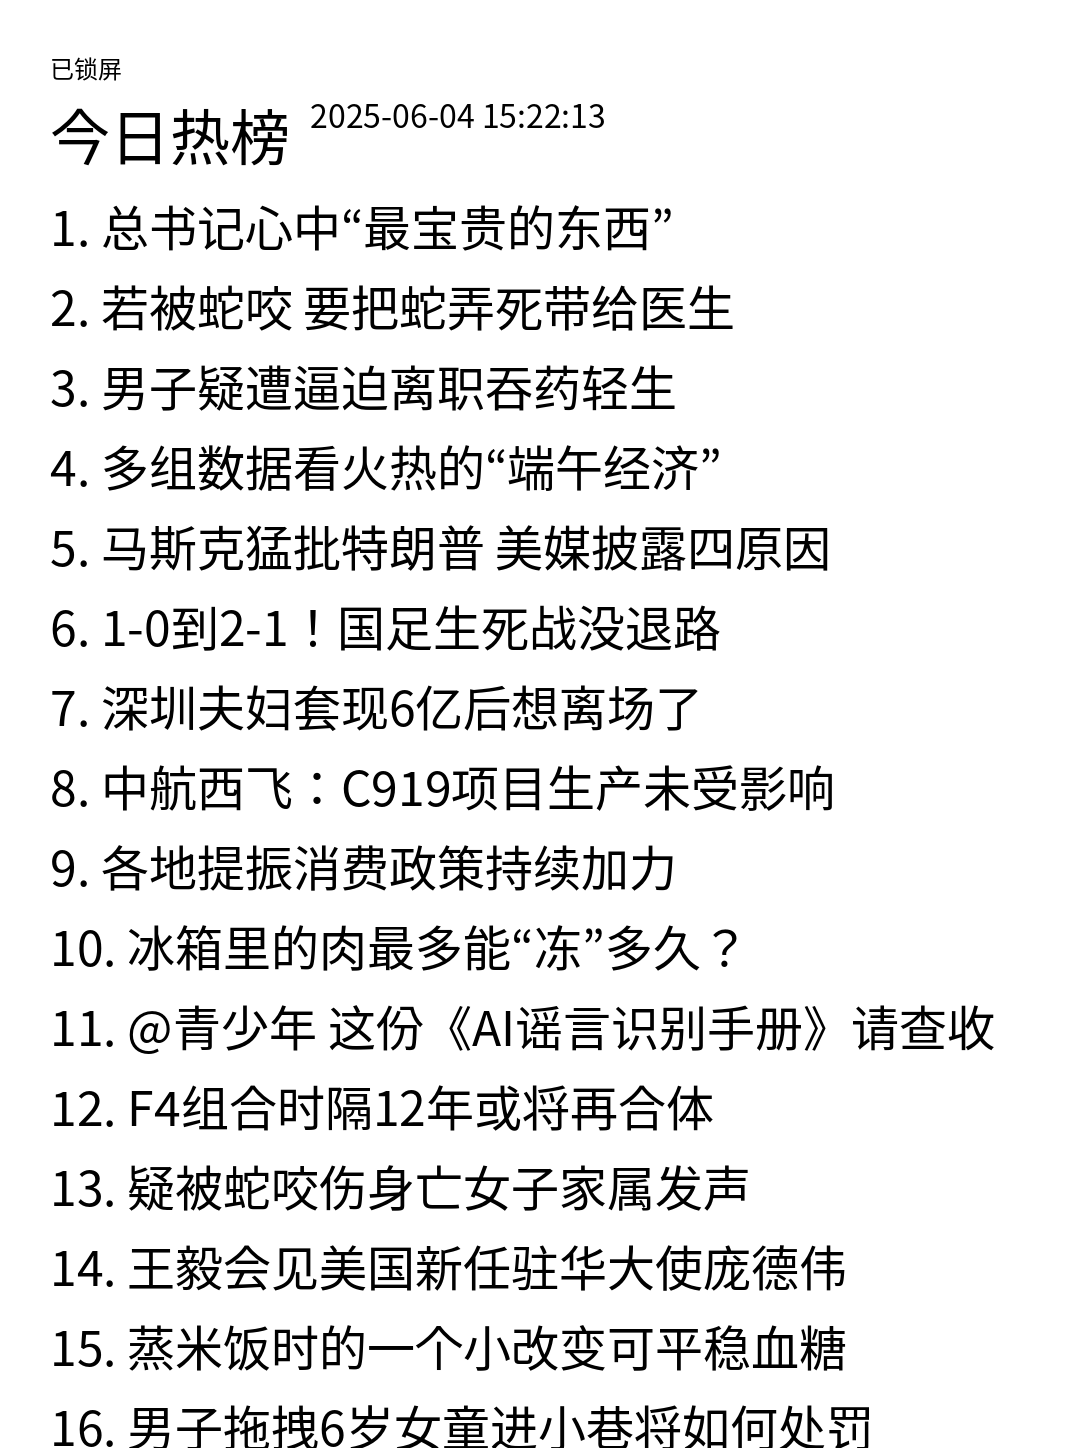 已锁屏
今日热榜 2025-06-04 15:22:13
1. 总书记心中“最宝贵的东西”
2. 若被蛇咬 要把蛇弄死带给医生
3. 男子疑遭逼迫离职吞药轻生
4. 多组数据看火热的“端午经济”
5. 马斯克猛批特朗普 美媒披露四原因
6. 1-0到2-1！国足生死战没退路
7. 深圳夫妇套现6亿后想离场了
8. 中航西飞：C919项目生产未受影响
9. 各地提振消费政策持续加力
10. 冰箱里的肉最多能“冻”多久？
11. @青少年 这份《AI谣言识别手册》请查收
12. F4组合时隔12年或将再合体
13. 疑被蛇咬伤身亡女子家属发声
14. 王毅会见美国新任驻华大使庞德伟
15. 蒸米饭时的一个小改变可平稳血糖
16. 男子拖拽6岁女童进小巷将如何处罚